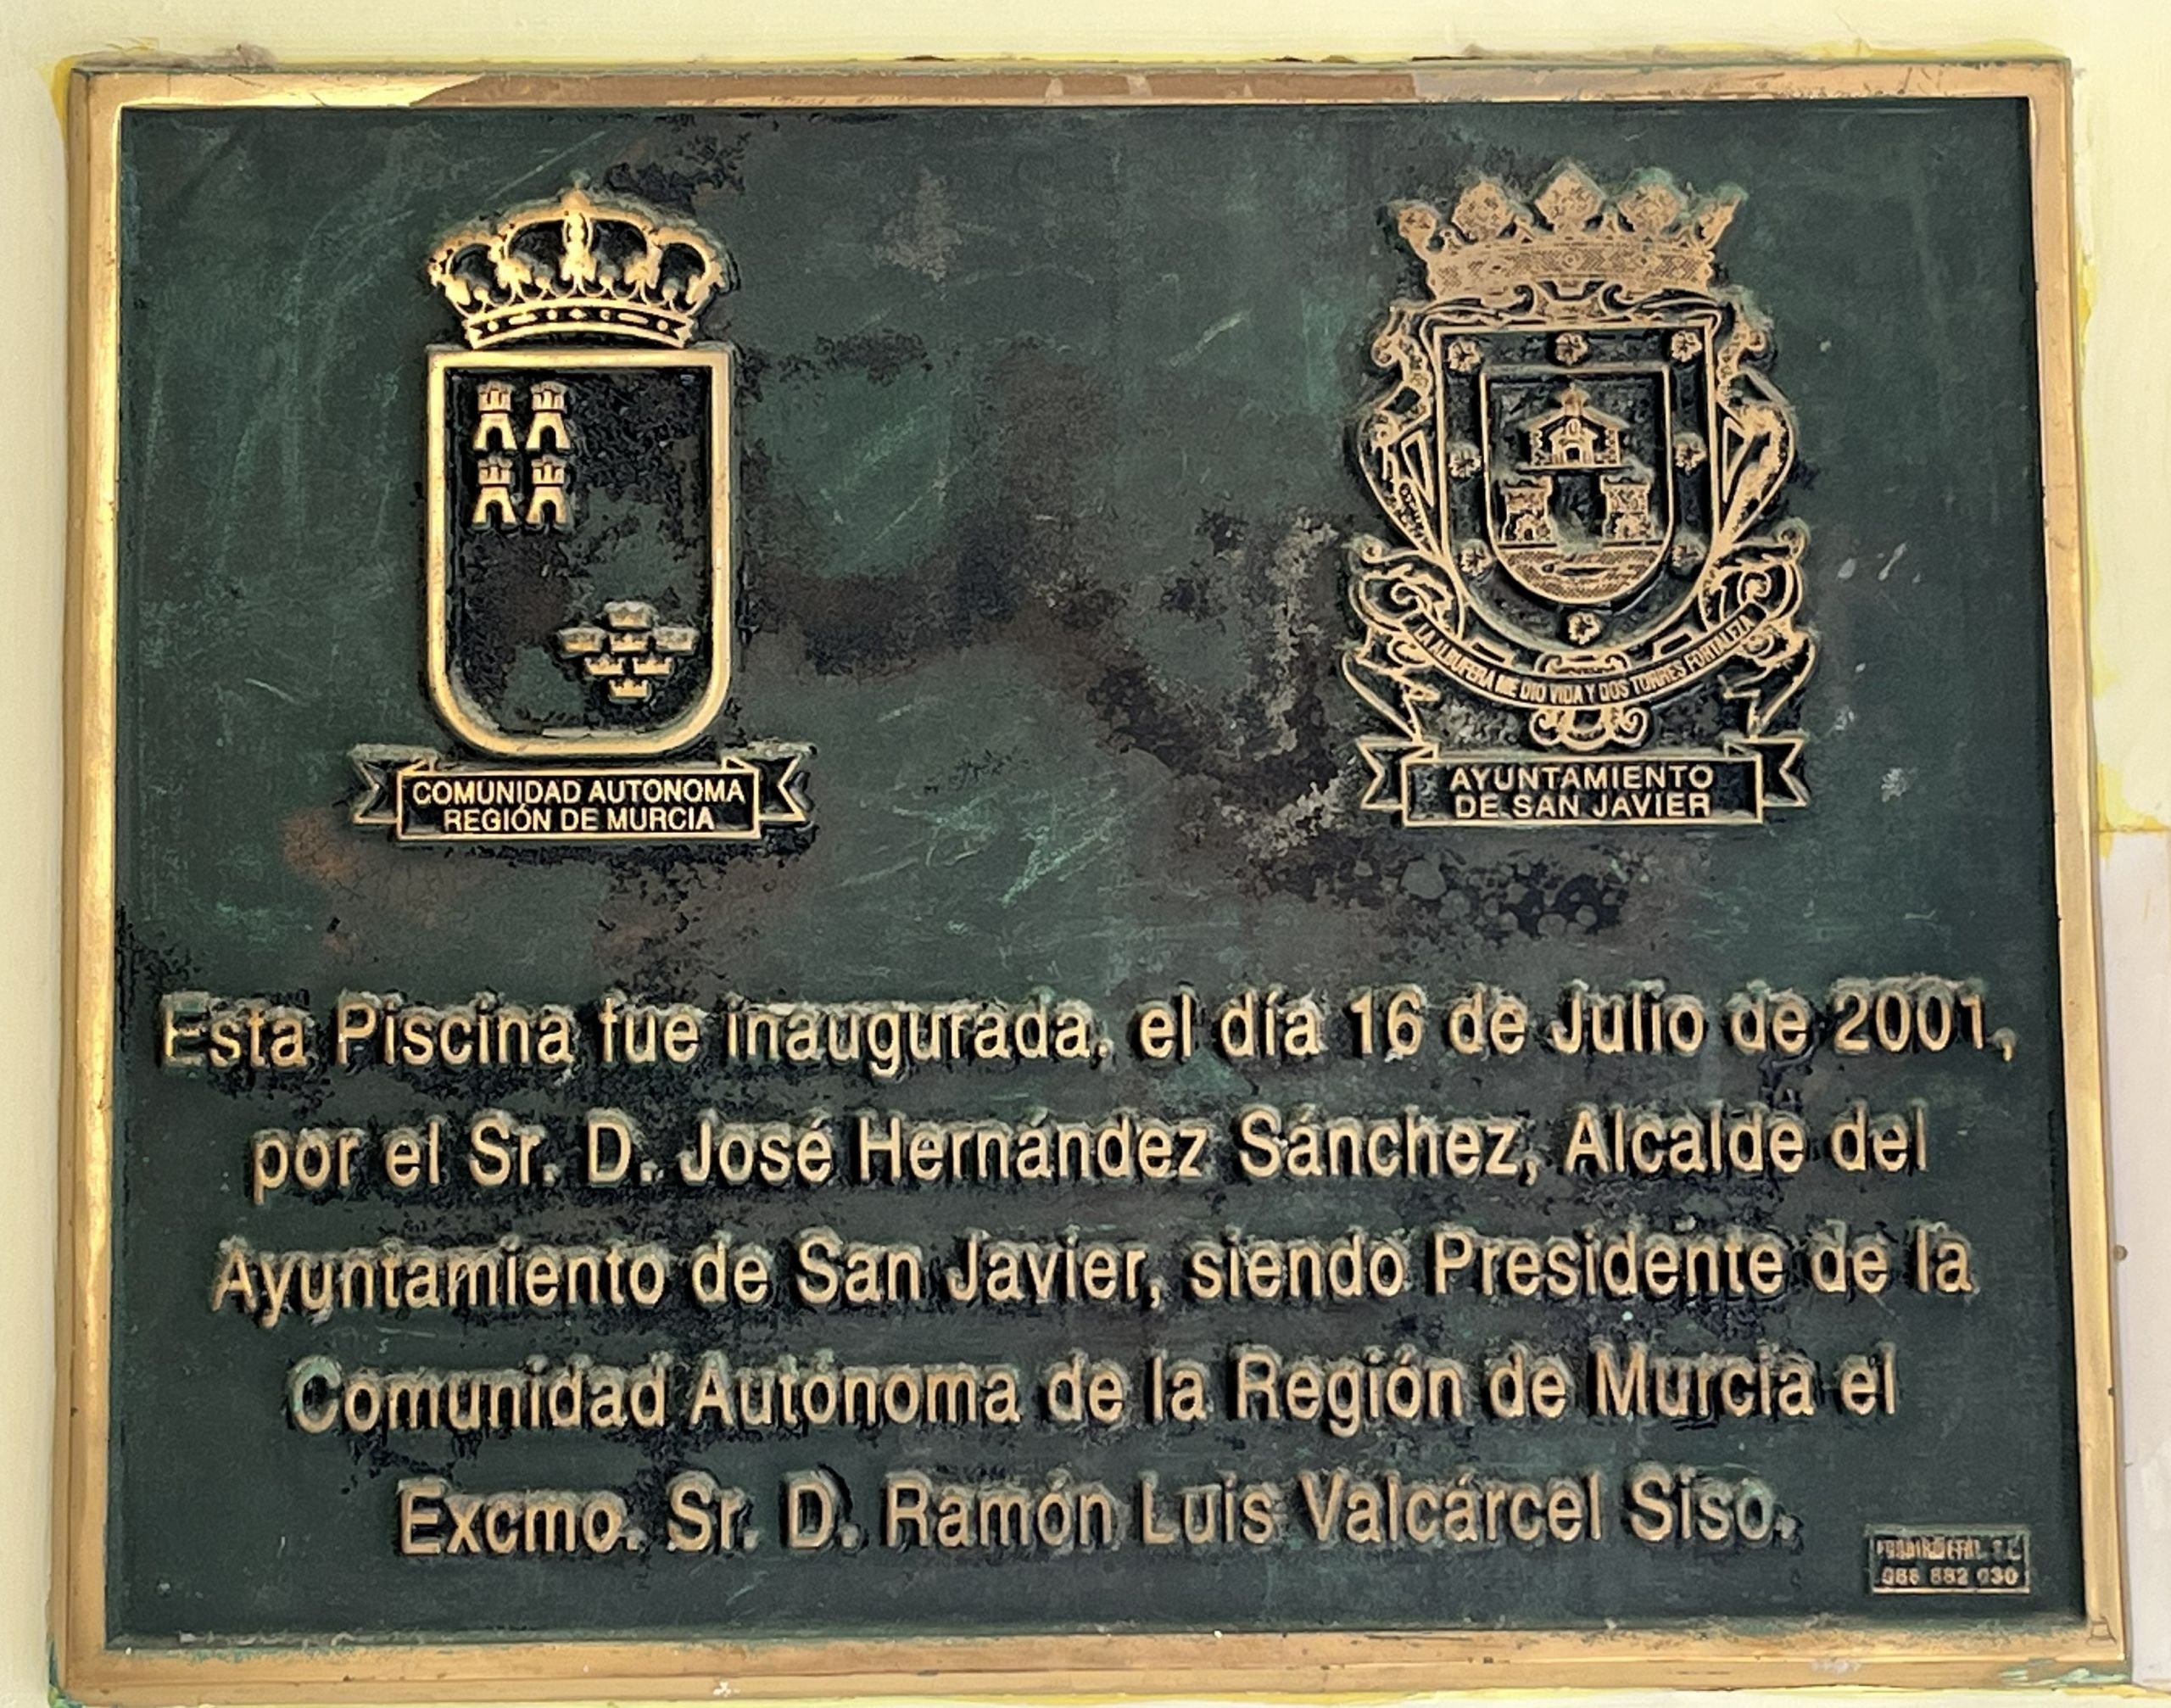 COMUNIDAD AUTONOMA
REGIÓN DE MURCIA
LA ALBUFERA ME DIO VIDA Y DOS TORRES FORTALEZA
AYUNTAMIENTO
DE SAN JAVIER
Esta Piscina fue inaugurada, el día 16 de Julio de 2001,
por el Sr. D. José Hernández Sánchez, Alcalde del
Ayuntamiento de San Javier, siendo Presidente de la
Comunidad Autónoma de la Región de Murcia el
Excmo. Sr. D. Ramón Luis Valcárcel Siso.